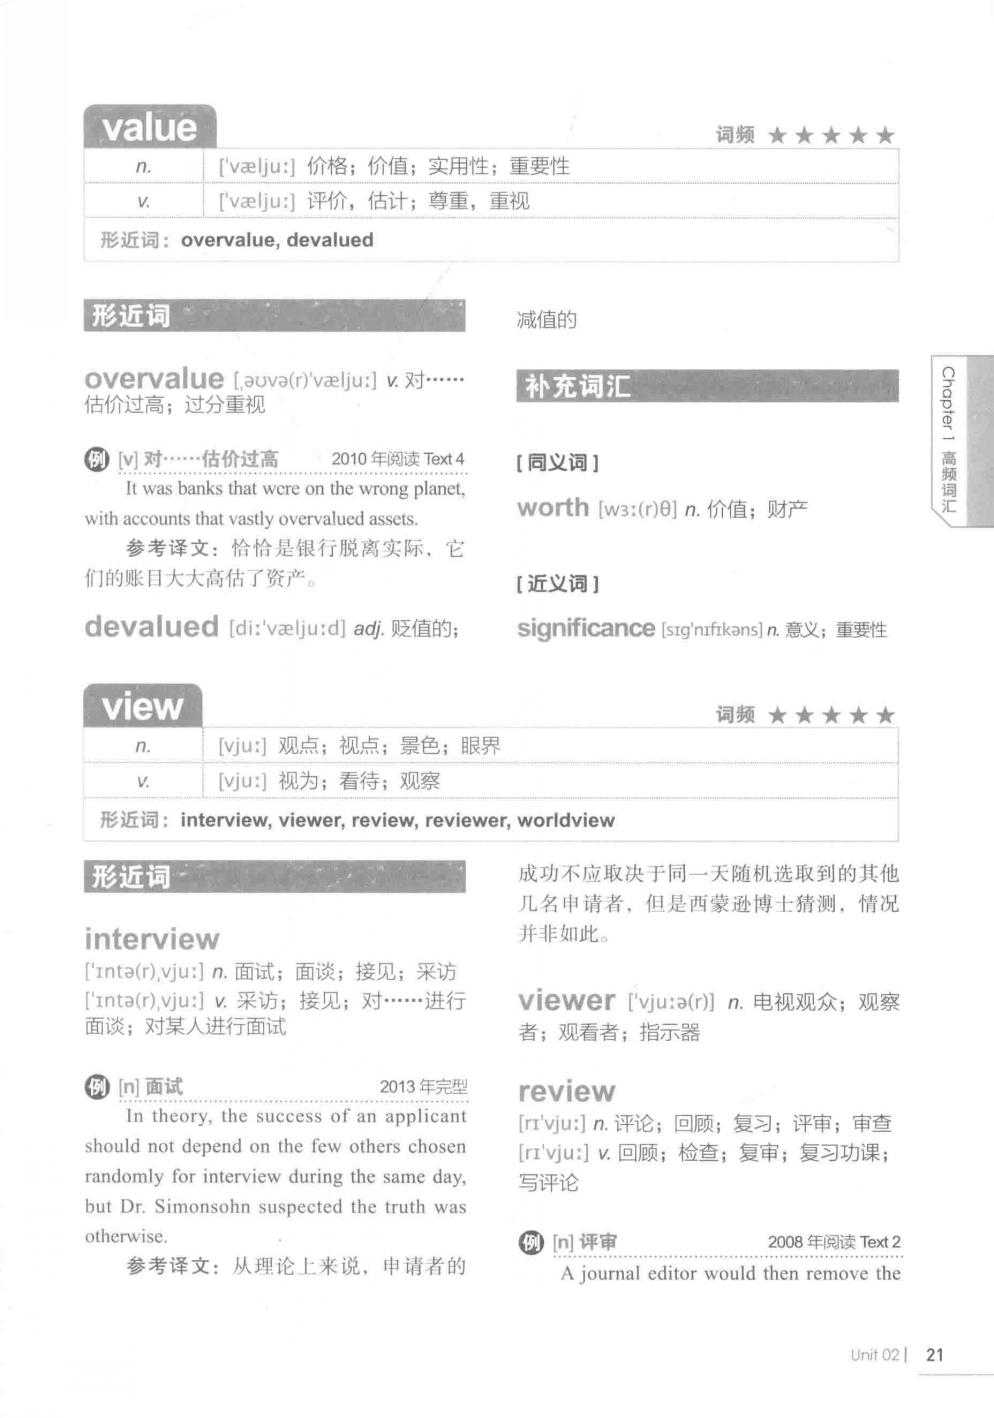 value
词频 ★★★★★
n. ['vælju:] 价格；价值；实用性；重要性
v. ['vælju:] 评价，估计；尊重，重视
形近词：overvalue, devalued
形近词
overvalue [ˌəʊvə(r)'vælju:] v. 对……
估价过高；过分重视
例 [v] 对……估价过高 2010 年阅读 Text 4
It was banks that were on the wrong planet,
with accounts that vastly overvalued assets.
参考译文：恰恰是银行脱离实际，它
们的账目大大高估了资产。
devalued [di:'vælju:d] adj. 贬值的；
减值的
补充词汇
[ 同义词 ]
worth [wɜ:(r)θ] n. 价值；财产
[ 近义词 ]
significance [sɪɡ'nɪfɪkəns] n. 意义；重要性
view
词频 ★★★★★
n. [vju:] 观点；视点；景色；眼界
v. [vju:] 视为；看待；观察
形近词：interview, viewer, review, reviewer, worldview
形近词
interview
['ɪntə(r)ˌvju:] n. 面试；面谈；接见；采访
['ɪntə(r)ˌvju:] v. 采访；接见；对……进行
面谈；对某人进行面试
例 [n] 面试 2013 年完型
In theory, the success of an applicant
should not depend on the few others chosen
randomly for interview during the same day,
but Dr. Simonsohn suspected the truth was
otherwise.
参考译文：从理论上来说，申请者的
成功不应取决于同一天随机选取到的其他
几名申请者，但是西蒙逊博士猜测，情况
并非如此。
viewer ['vju:ə(r)] n. 电视观众；观察
者；观看者；指示器
review
[rɪ'vju:] n. 评论；回顾；复习；评审；审查
[rɪ'vju:] v. 回顾；检查；复审；复习功课；
写评论
例 [n] 评审 2008 年阅读 Text 2
A journal editor would then remove the
Chapter 1 高频词汇
Unit 02 | 21